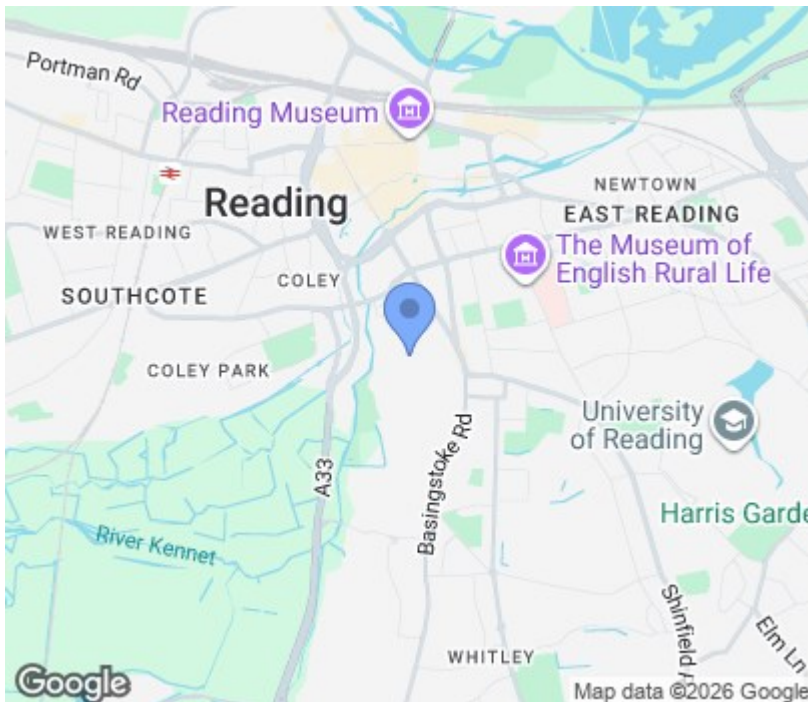 Portman Rd
Reading Museum
NEWTOWN
Reading
EAST READING
WEST READING
The Museum of
English Rural Life
COLEY
SOUTHCOTE
COLEY PARK
University
of Reading
Basingstoke Rd
A33
Harris Garde
River Kennet
Shinfield R
Elm Ln
WHITLEY
Google
Map data ©2026 Google